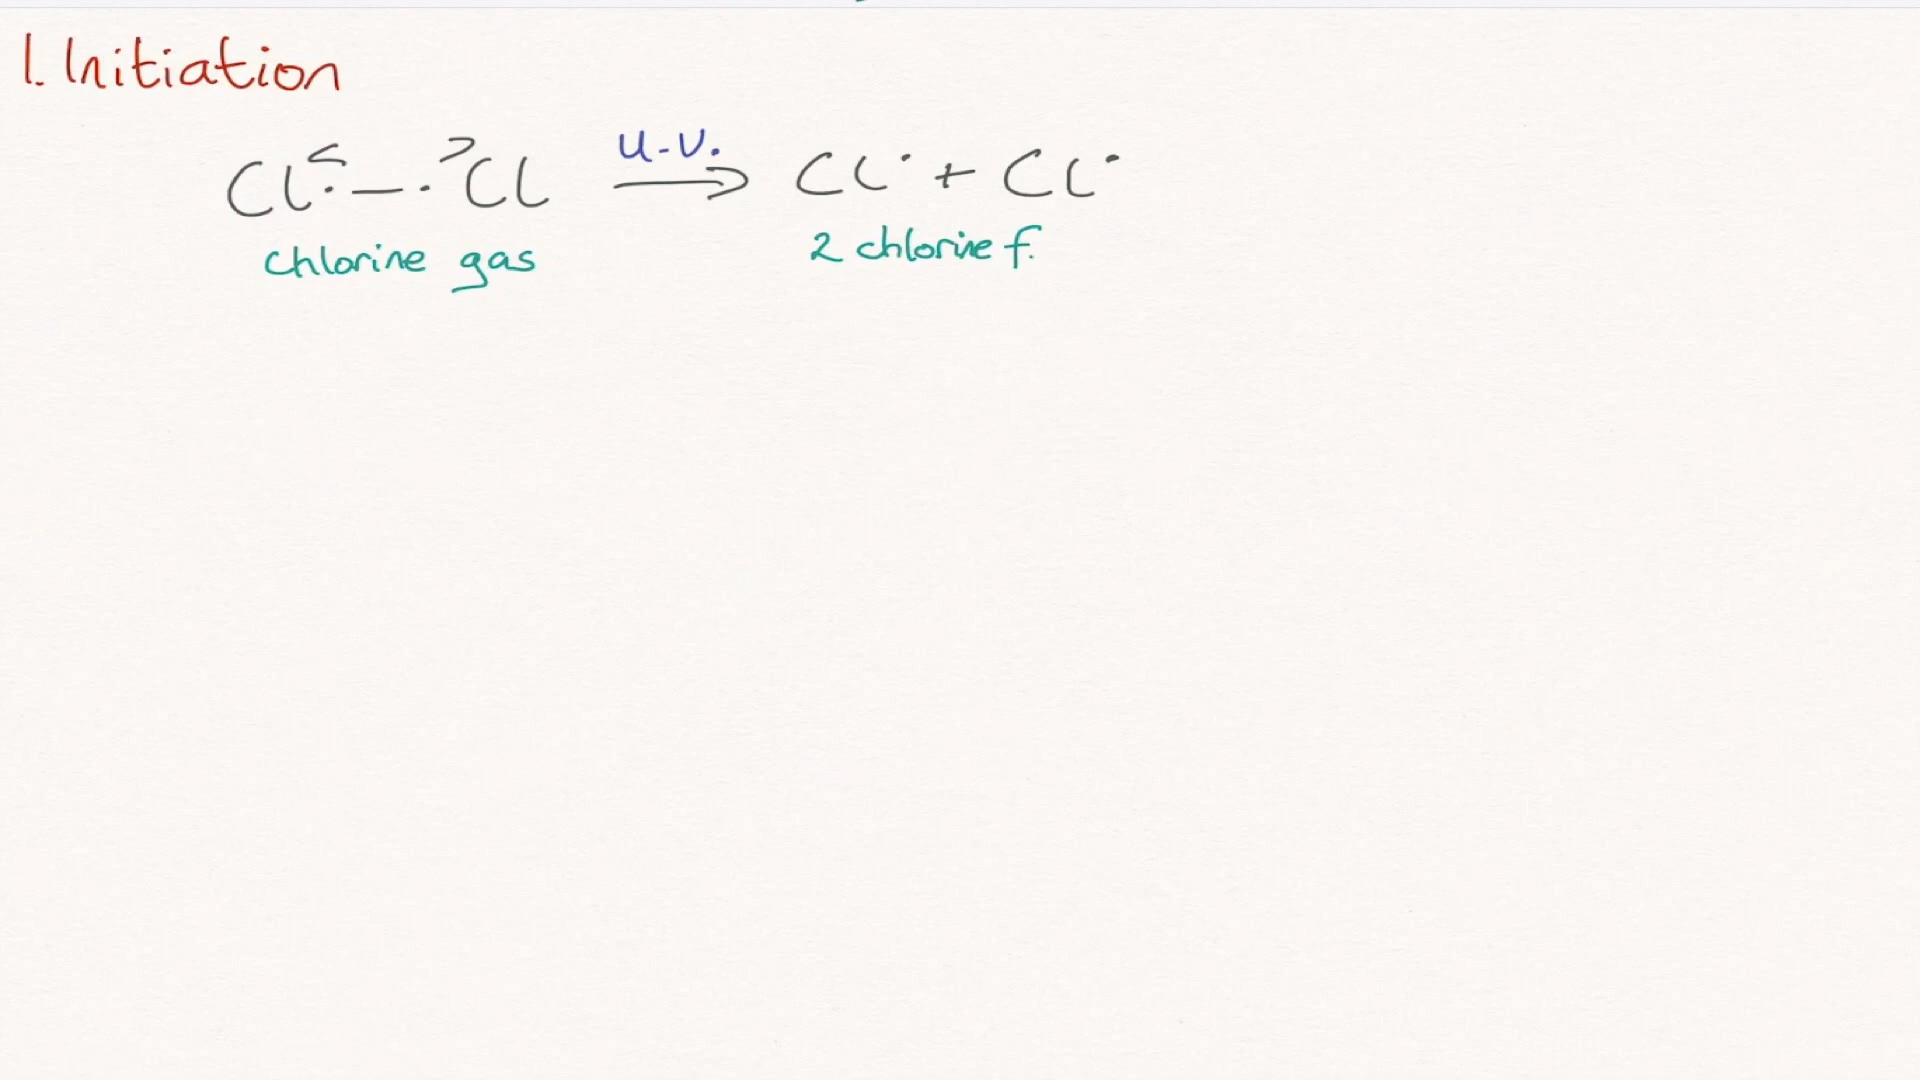 1. Initiation
Cl·—·Cl u.v. → Cl· + Cl·
chlorine gas 2 chlorine f.